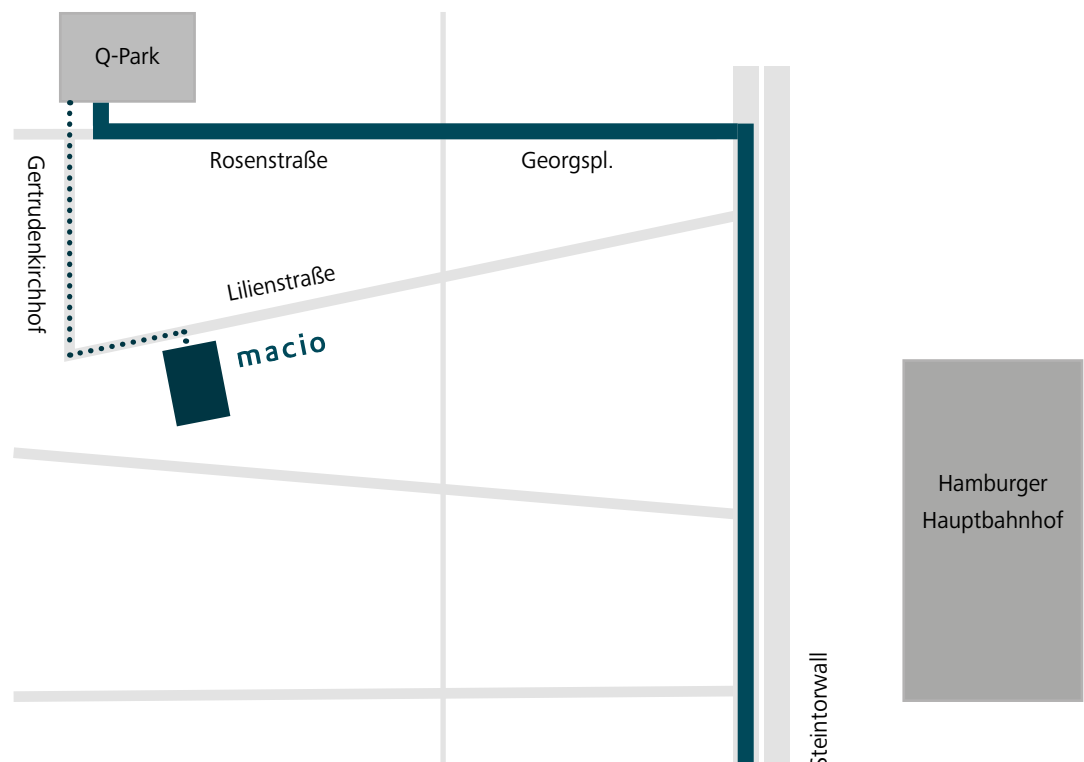 Q-Park
Rosenstraße
Georgspl.
Gertrudenkirchhof
Lilienstraße
macio
Hamburger
Hauptbahnhof
Steintorwall